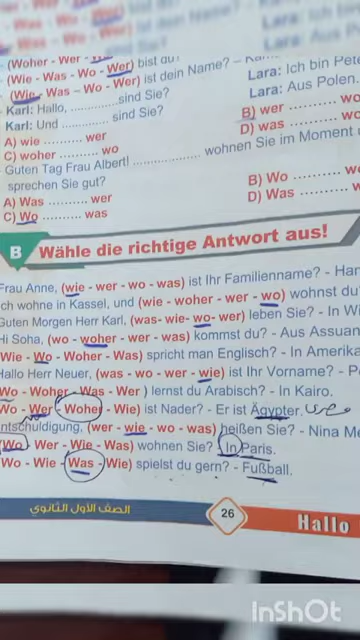 (Woher - Wer - Wo) bist du?
(Wie - Was - Wo - Wer) ist dein Name? -
(Wie - Was – Wo - Wer)
Lara: Ich bin
Karl: Hallo, ............ sind Sie?
Lara: Aus Polen.
Karl: Und ............ sind Sie?
A) wie ......... wer
B) wer .........
C) woher ......... wo
D) was .........
Guten Tag Frau Albert! ............... wohnen Sie im Moment
sprechen Sie gut?
A) Was ......... wer
B) Wo .........
C) Wo ......... was
D) Was .........
B Wähle die richtige Antwort aus!
Frau Anne, (wie - wer - wo - was) ist Ihr Familienname? -
ch wohne in Kassel, und (wie - woher - wer - wo) wohnst du
Guten Morgen Herr Karl, (was- wie- wo- wer) leben Sie? - In
Hi Soha, (wo - woher - wer - was) kommst du? - Aus Assuan
Wie - Wo - Woher - Was) spricht man Englisch? - In Amerika
Hallo Herr Neuer, (was - wo - wer - wie) ist Ihr Vorname? -
Wo - Woher - Was - Wer ) lernst du Arabisch? - In Kairo.
Wo - Wer - Woher - Wie) ist Nader? - Er ist Ägypter. مصرى
ntschuldigung, (wer - wie - wo - was) heißen Sie? - Nina
(Wo - Wer - Wie - Was) wohnen Sie? - In Paris.
Wo - Wie - Was - Wie) spielst du gern? - Fußball.
الصف الأول الثانوي
26
Hallo
InShOt